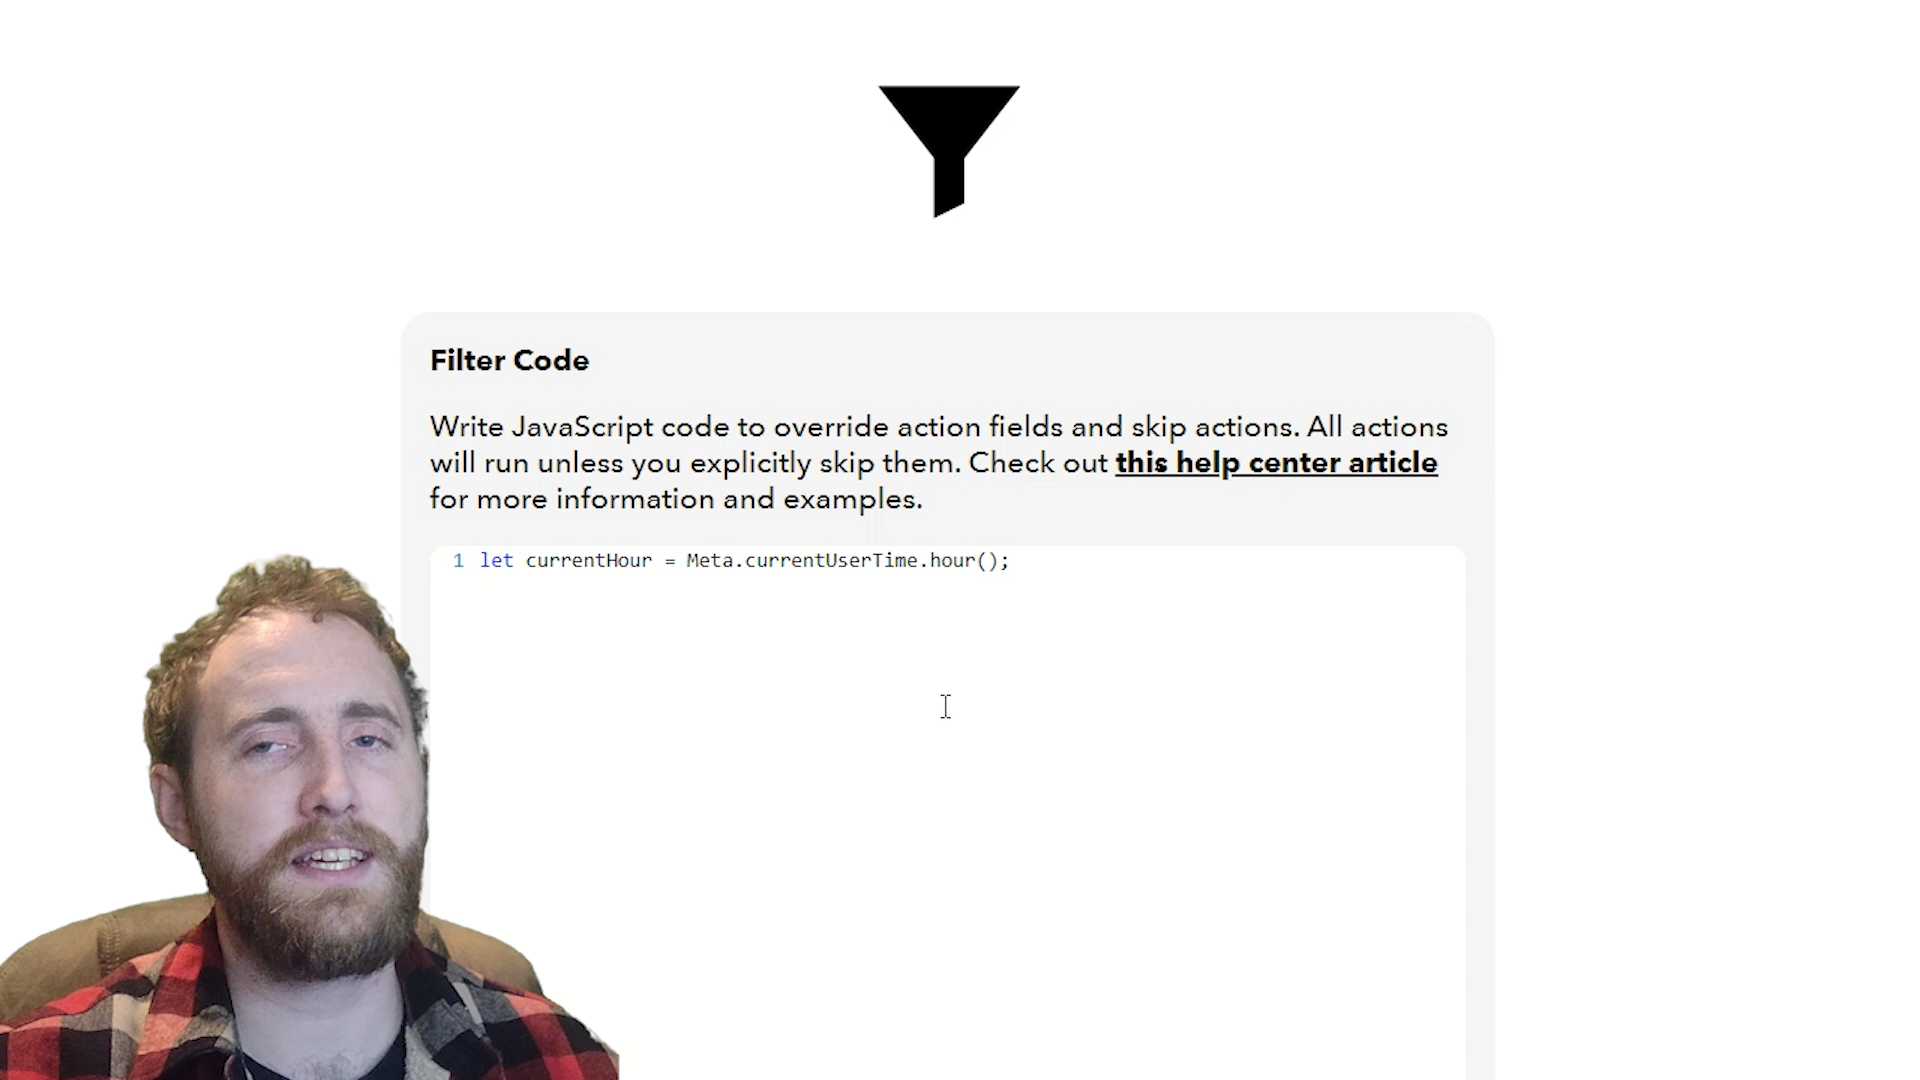 Filter Code
Write JavaScript code to override action fields and skip actions. All actions
will run unless you explicitly skip them. Check out this help center article
for more information and examples.
1 let currentHour = Meta.currentUserTime.hour();